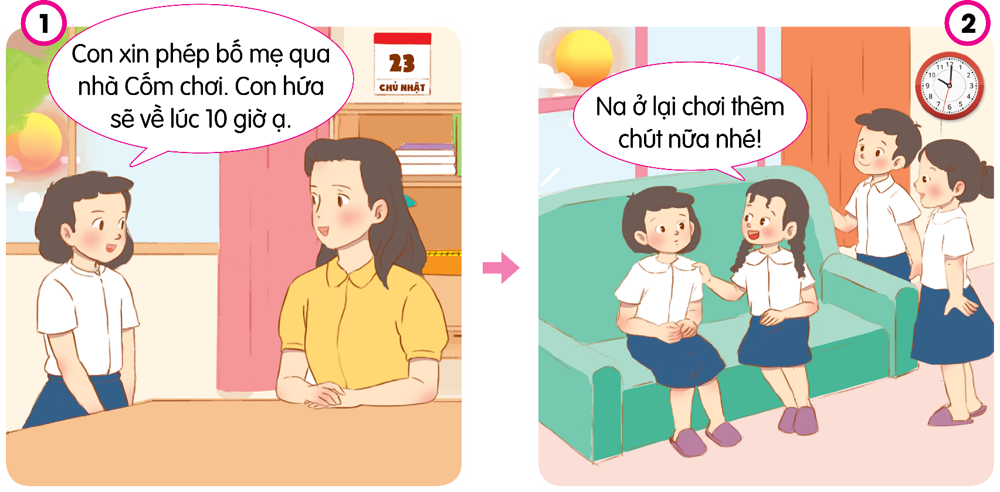 1
Con xin phép bố mẹ qua
nhà Cốm chơi. Con hứa
sẽ về lúc 10 giờ ạ.
23
CHỦ NHẬT
2
Na ở lại chơi thêm
chút nữa nhé!
12
1
2
3
4
5
6
7
8
9
10
11